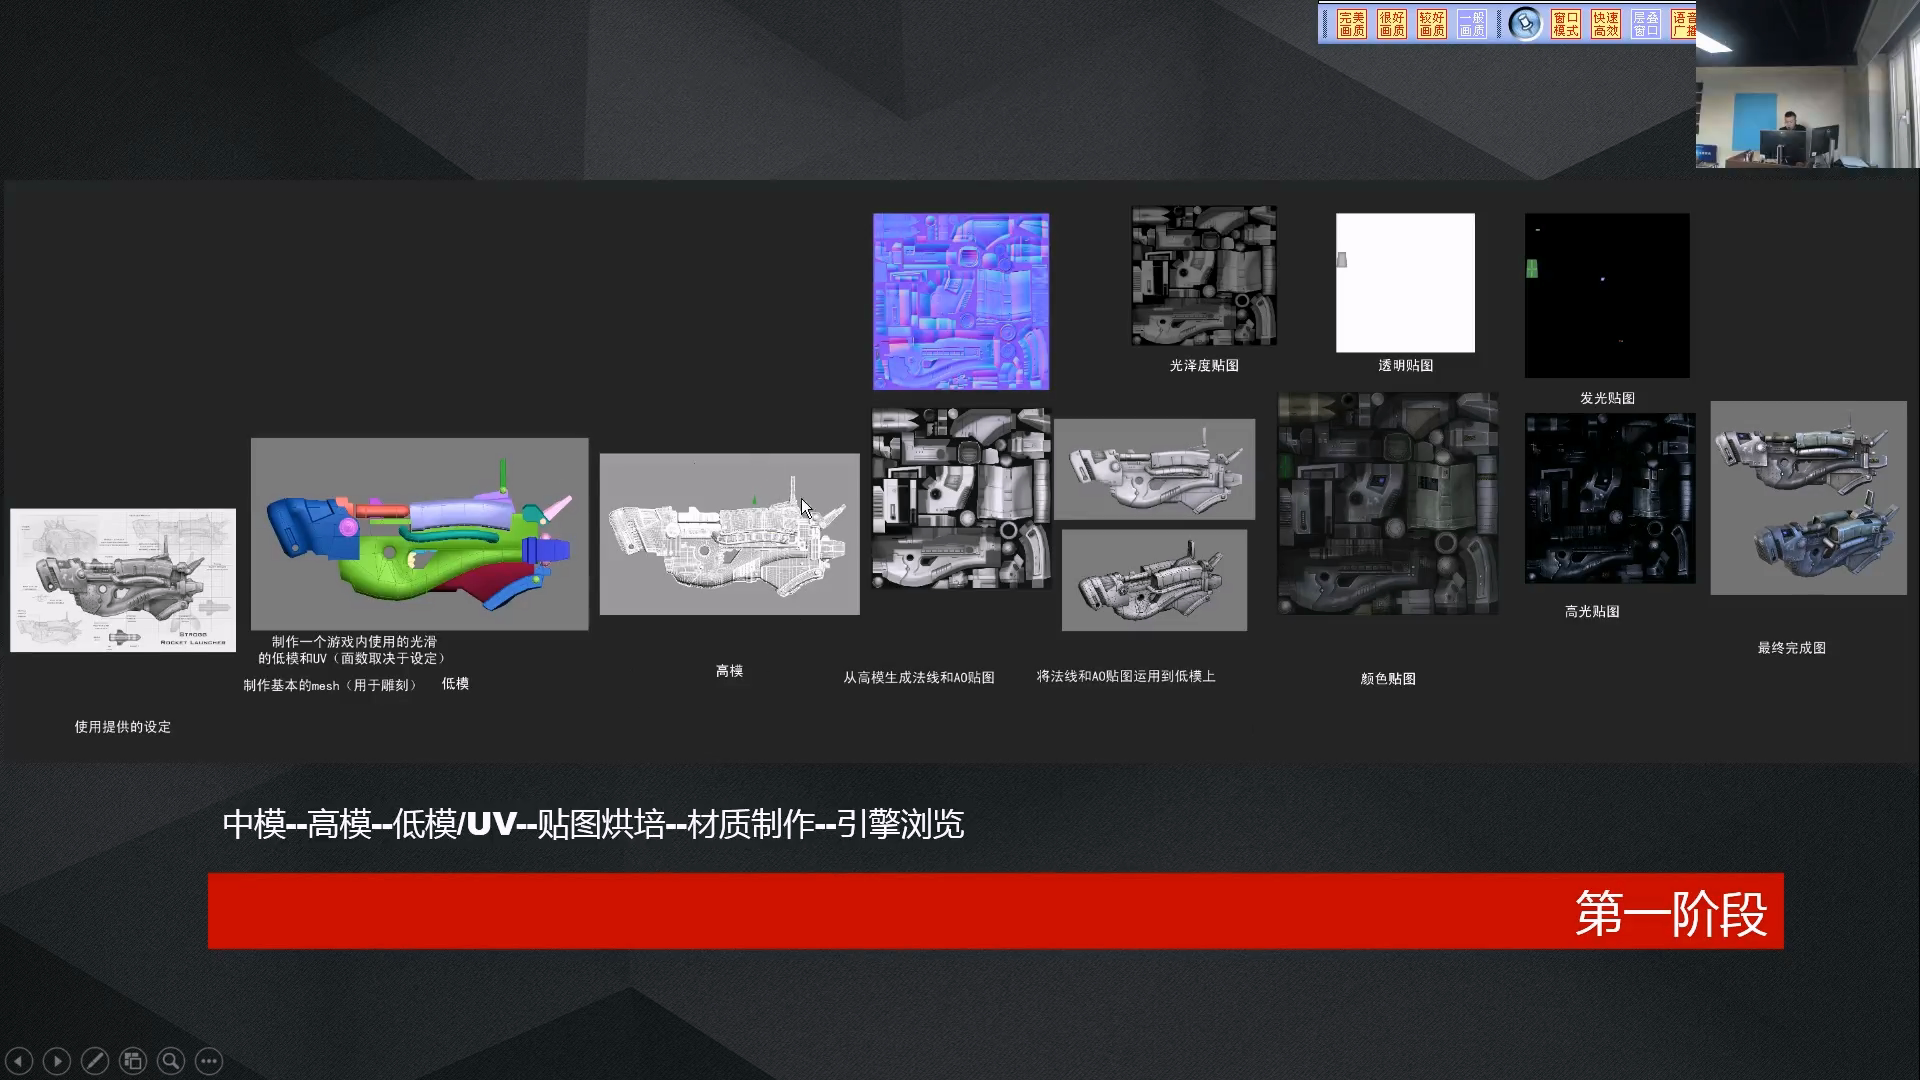 完美
画质
很好
画质
较好
画质
一般
画质
窗口
模式
快速
高效
层叠
窗口
语音
广播
光泽度贴图
透明贴图
发光贴图
STROGG
ROCKET LAUNCHER
制作一个游戏内使用的光滑
的低模和UV（面数取决于设定）
制作基本的mesh（用于雕刻）
低模
高模
从高模生成法线和AO贴图
将法线和AO贴图运用到低模上
颜色贴图
高光贴图
最终完成图
使用提供的设定
中模--高模--低模/UV--贴图烘培--材质制作--引擎浏览
第一阶段